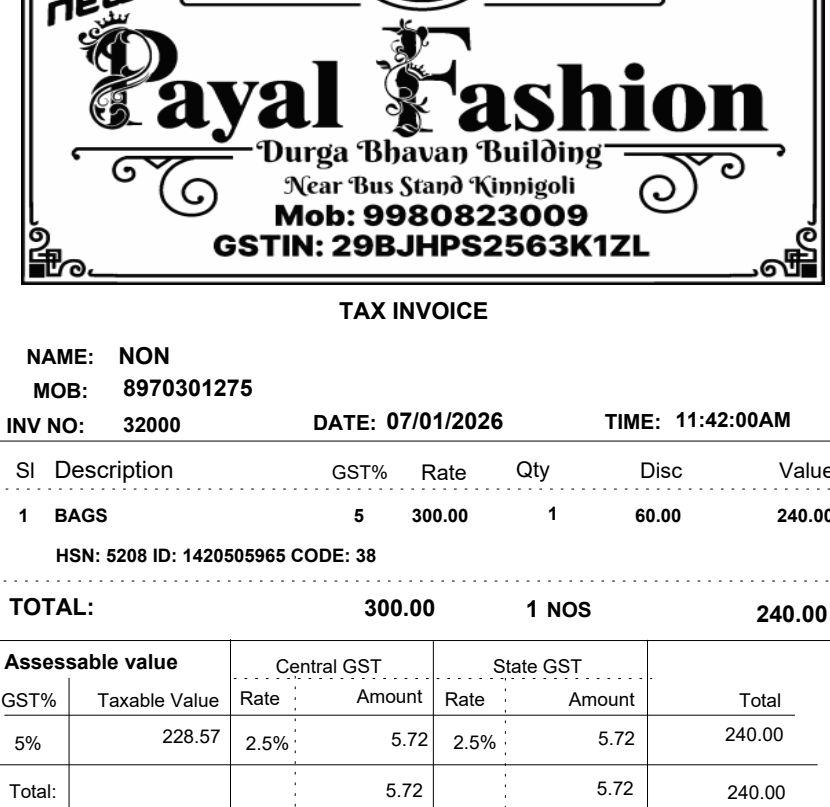 new
Payal Fashion
Durga Bhavan Building
Near Bus Stand Kinnigoli
Mob: 9980823009
GSTIN: 29BJHPS2563K1ZL
TAX INVOICE
NAME: NON
MOB: 8970301275
INV NO: 32000 DATE: 07/01/2026 TIME: 11:42:00AM
Sl Description GST% Rate Qty Disc Value
1 BAGS 5 300.00 1 60.00 240.00
HSN: 5208 ID: 1420505965 CODE: 38
TOTAL: 300.00 1 NOS 240.00
Assessable value Central GST State GST
GST% Taxable Value Rate Amount Rate Amount Total
5% 228.57 2.5% 5.72 2.5% 5.72 240.00
Total: 5.72 5.72 240.00